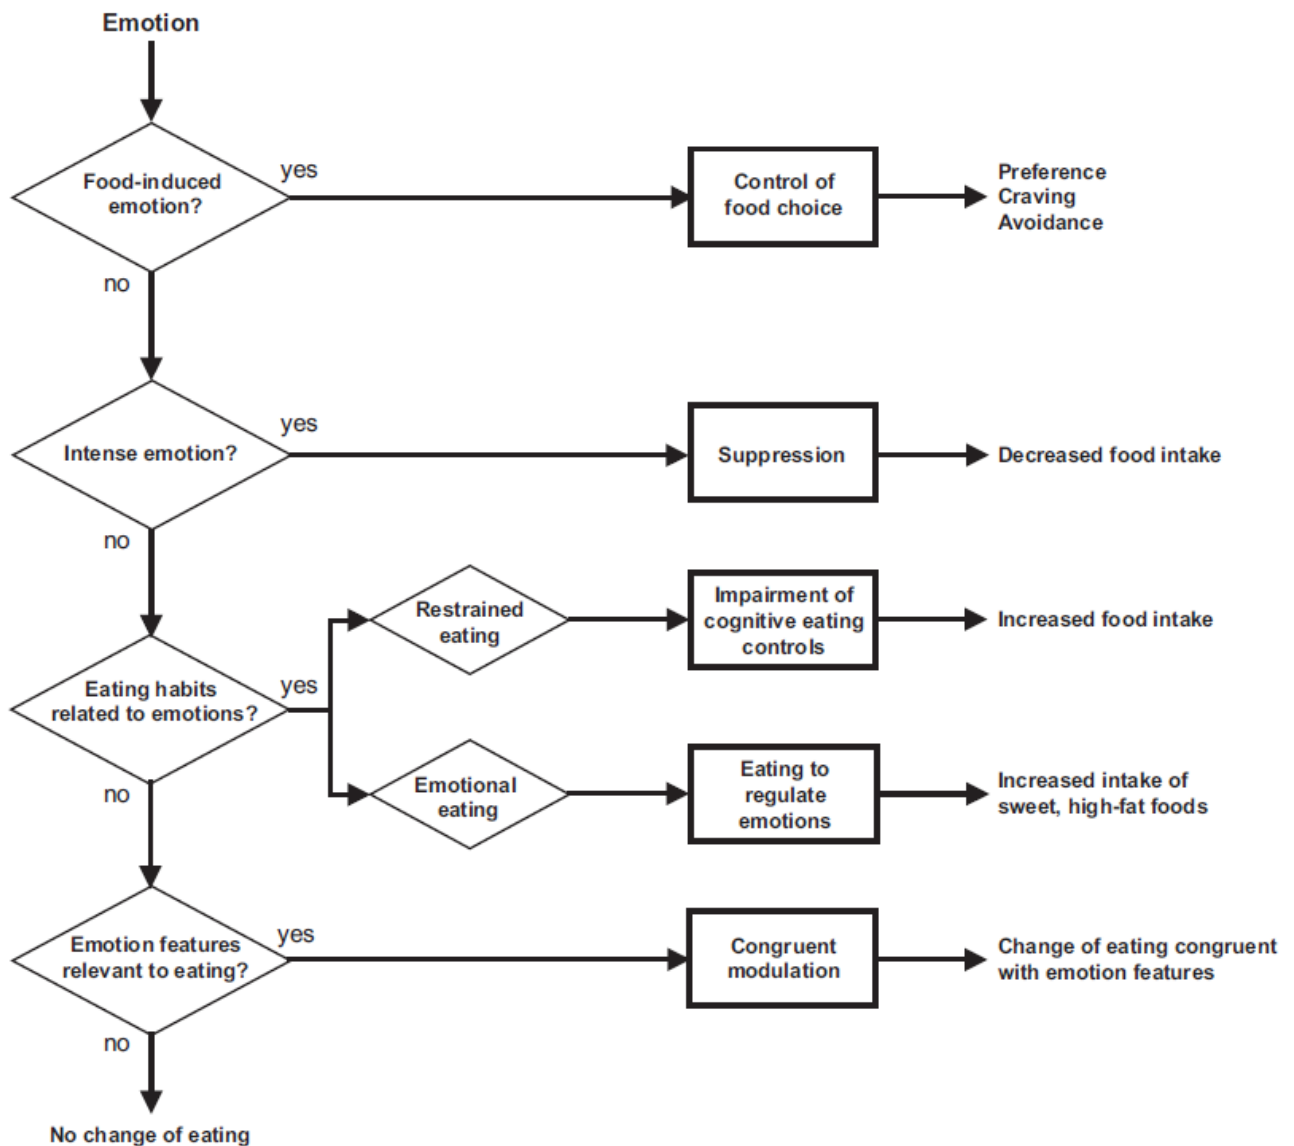 Emotion
Food-induced
emotion?
yes
Control of
food choice
Preference
Craving
Avoidance
no
Intense emotion?
yes
Suppression
Decreased food intake
no
Restrained
eating
Impairment of
cognitive eating
controls
Increased food intake
Eating habits
related to emotions?
yes
Emotional
eating
Eating to
regulate
emotions
Increased intake of
sweet, high-fat foods
no
Emotion features
relevant to eating?
yes
Congruent
modulation
Change of eating congruent
with emotion features
no
No change of eating